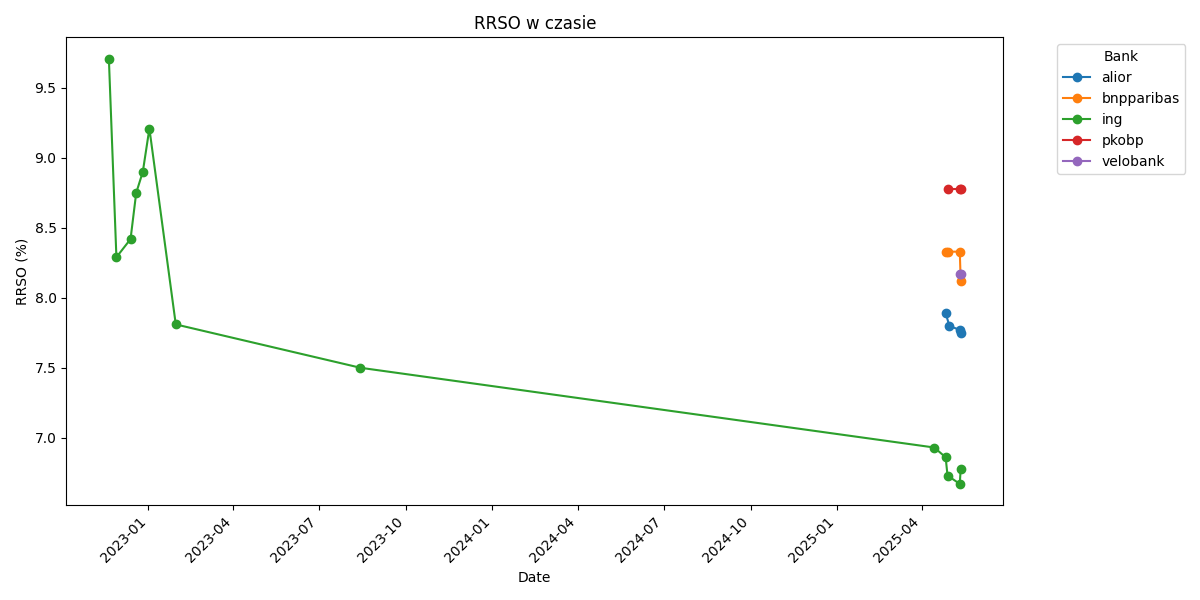 RRSO w czasie
RRSO (%)
9.5
9.0
8.5
8.0
7.5
7.0
2023-01
2023-04
2023-07
2023-10
2024-01
2024-04
2024-07
2024-10
2025-01
2025-04
Date
Bank
alior
bnpparibas
ing
pkobp
velobank